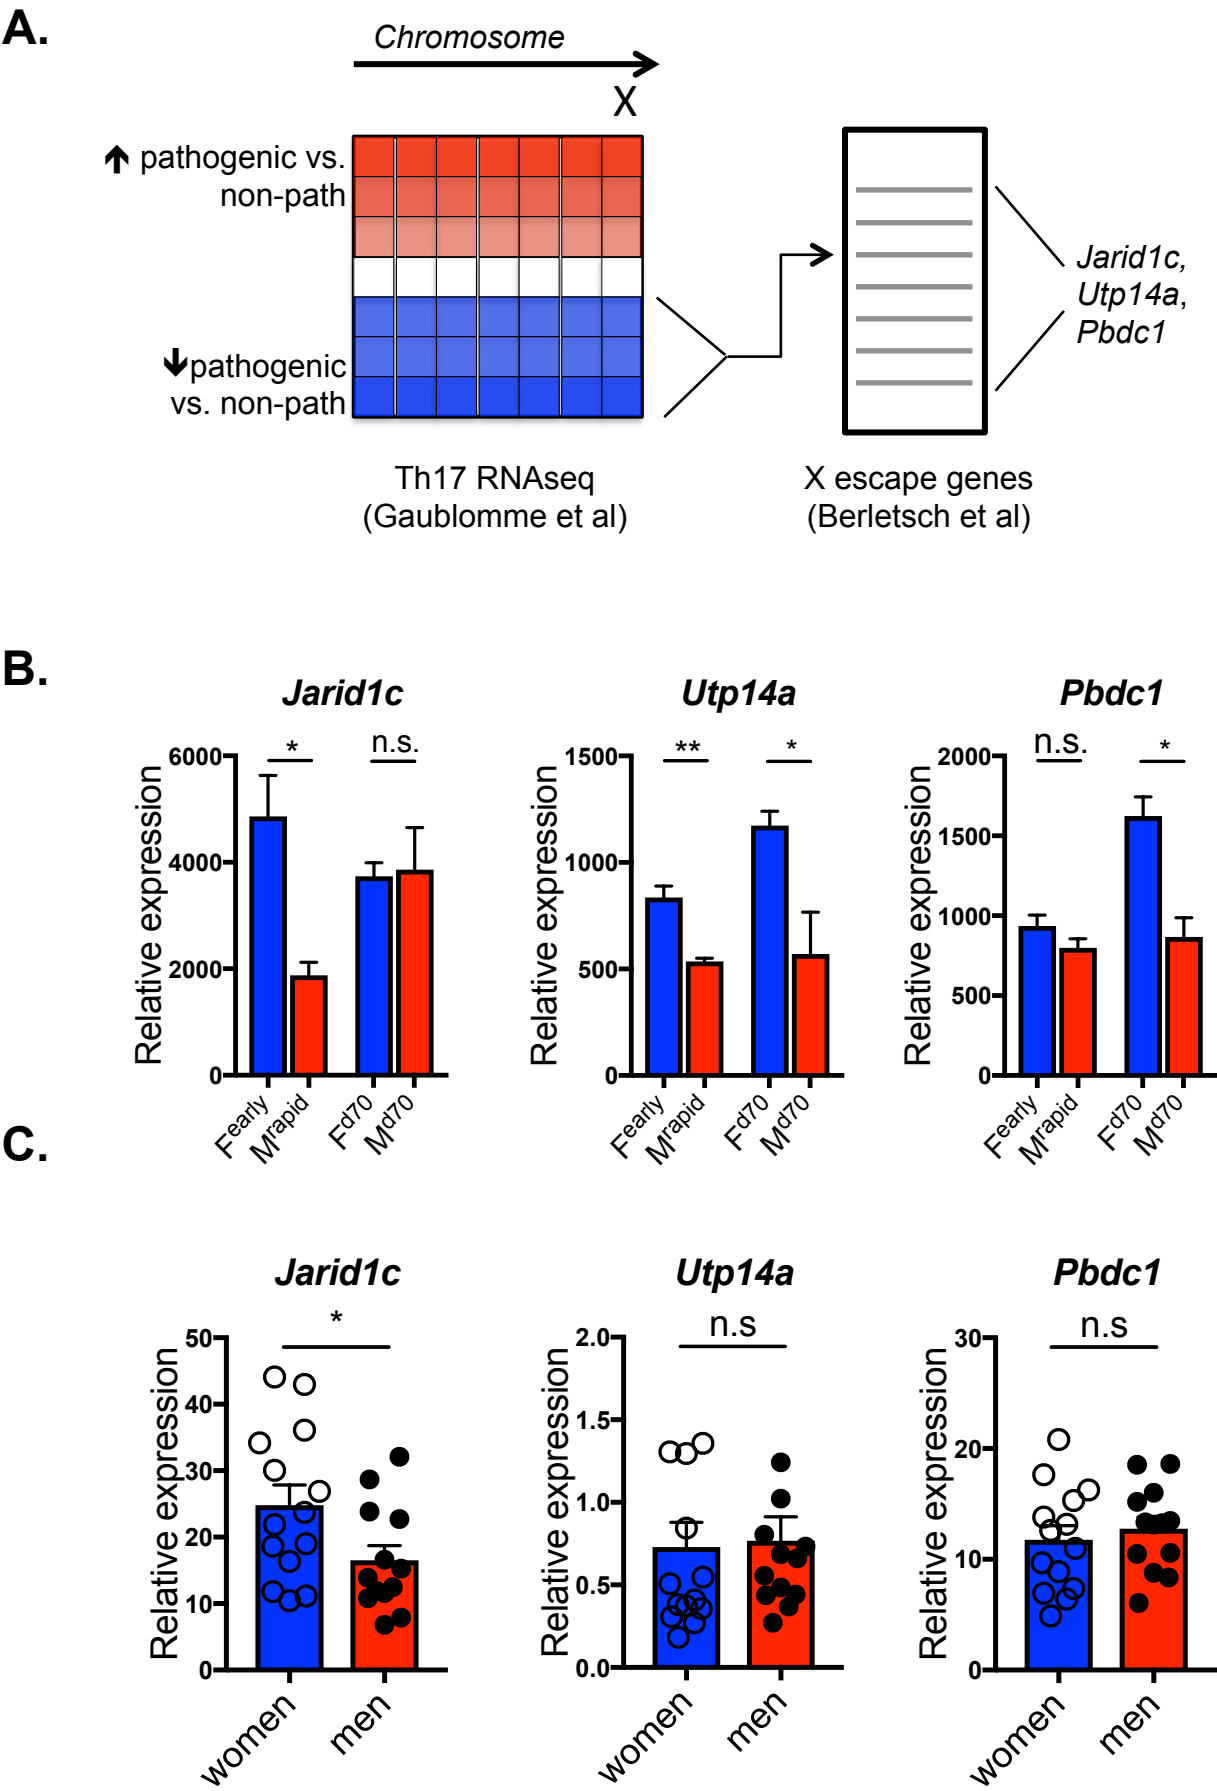 A.
Chromosome
X
↑ pathogenic vs.
non-path
↓pathogenic
vs. non-path
Jarid1c,
Utp14a,
Pbdc1
Th17 RNAseq
(Gaublomme et al)
X escape genes
(Berletsch et al)
B.
Jarid1c
Relative expression
6000
4000
2000
0
*
n.s.
Fearly
Mrapid
Fd70
Md70
Utp14a
Relative expression
1500
1000
500
0
**
*
Fearly
Mrapid
Fd70
Md70
Pbdc1
Relative expression
2000
1500
1000
500
0
n.s.
*
Fearly
Mrapid
Fd70
Md70
C.
Jarid1c
Relative expression
50
40
30
20
10
0
*
women
men
Utp14a
Relative expression
2.0
1.5
1.0
0.5
0.0
n.s
women
men
Pbdc1
Relative expression
30
20
10
0
n.s
women
men